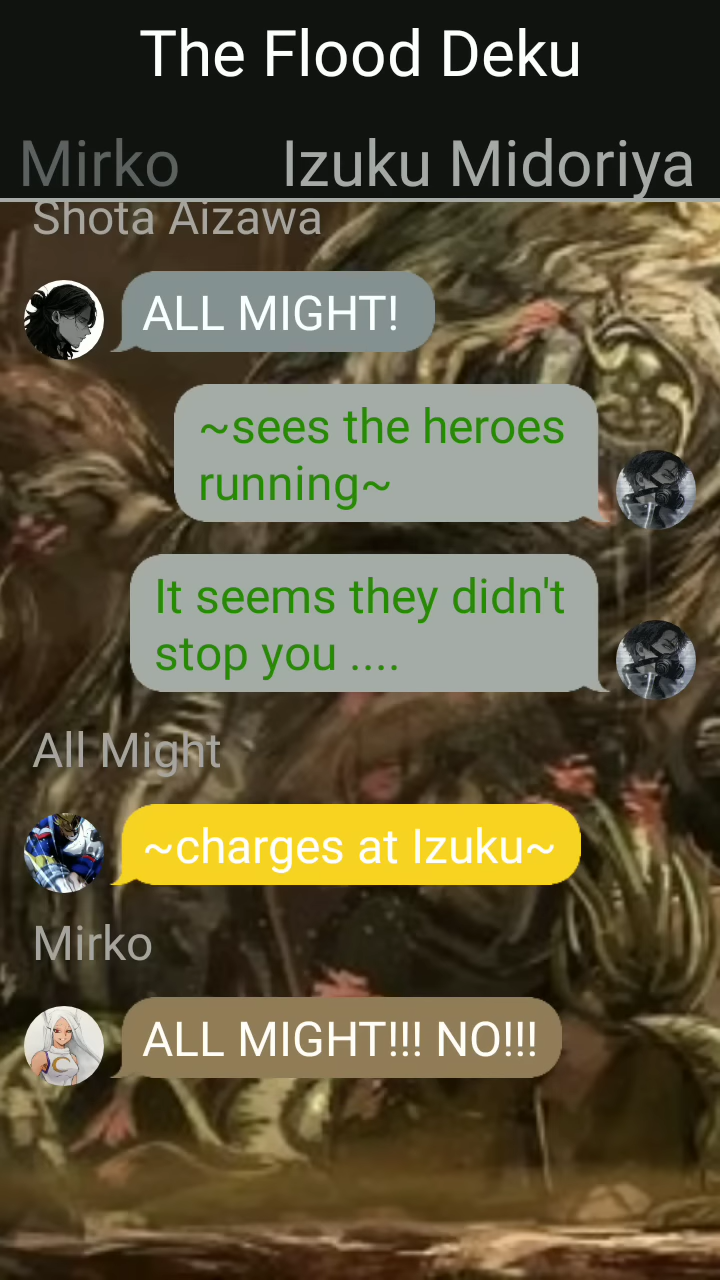 The Flood Deku
Mirko
Izuku Midoriya
Shota Aizawa
ALL MIGHT!
~sees the heroes
running~
It seems they didn't
stop you ....
All Might
~charges at Izuku~
Mirko
ALL MIGHT!!! NO!!!